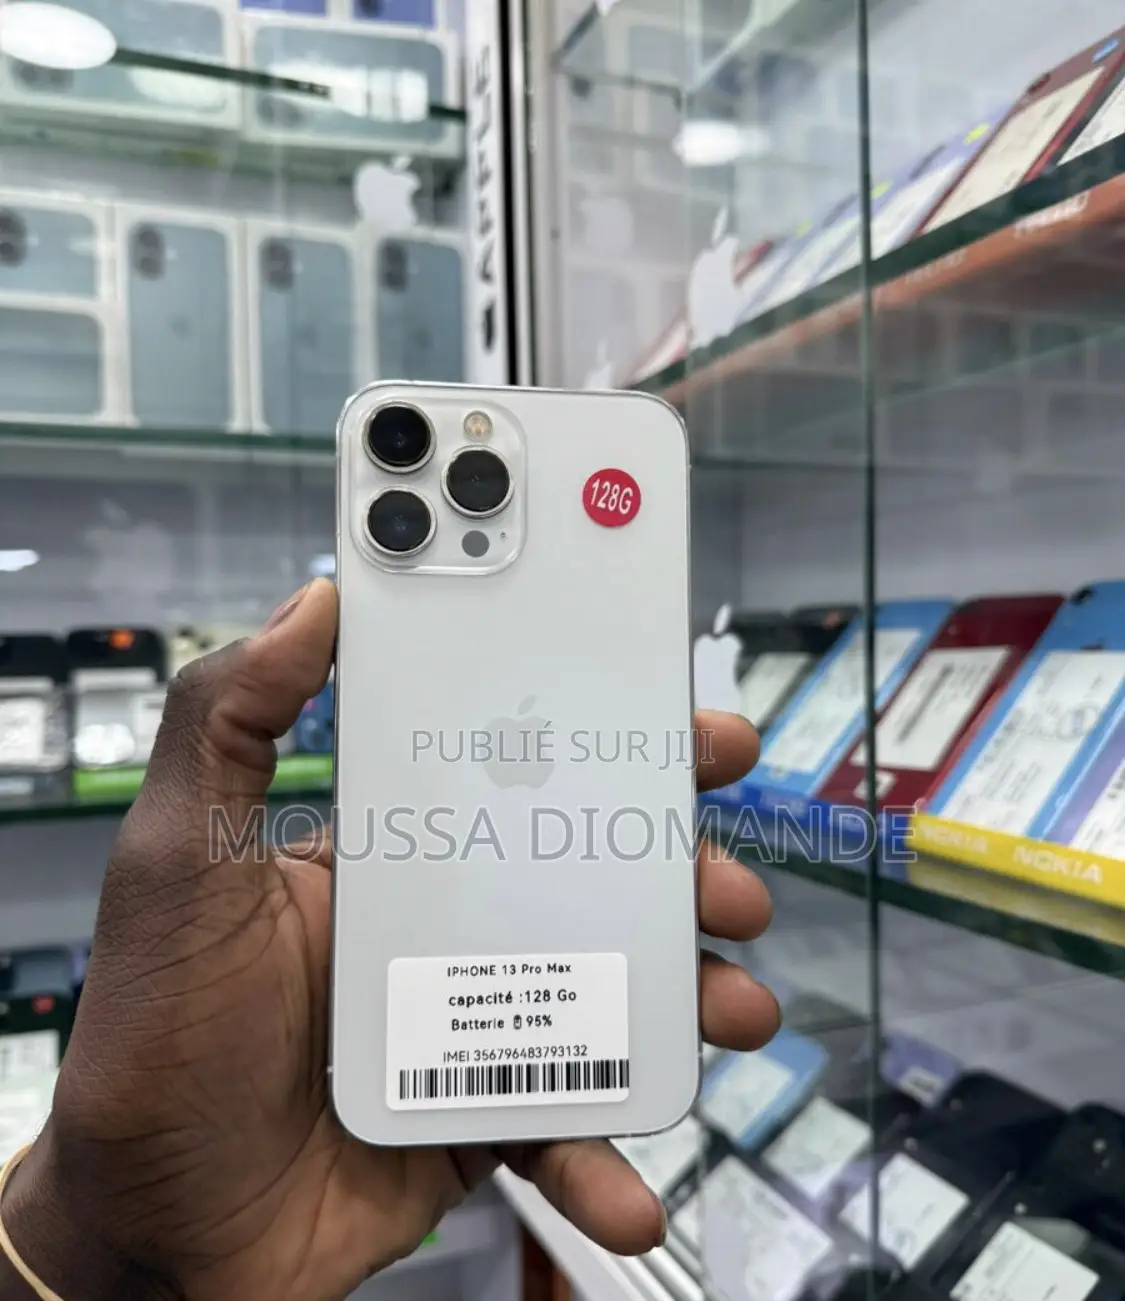 APPLE
128G
PUBLIÉ SUR JIJI
MOUSSA DIOMANDE
IPHONE 13 Pro Max
capacité :128 Go
Batterie 95%
IMEI 356796483793132
NOKIA NOKIA